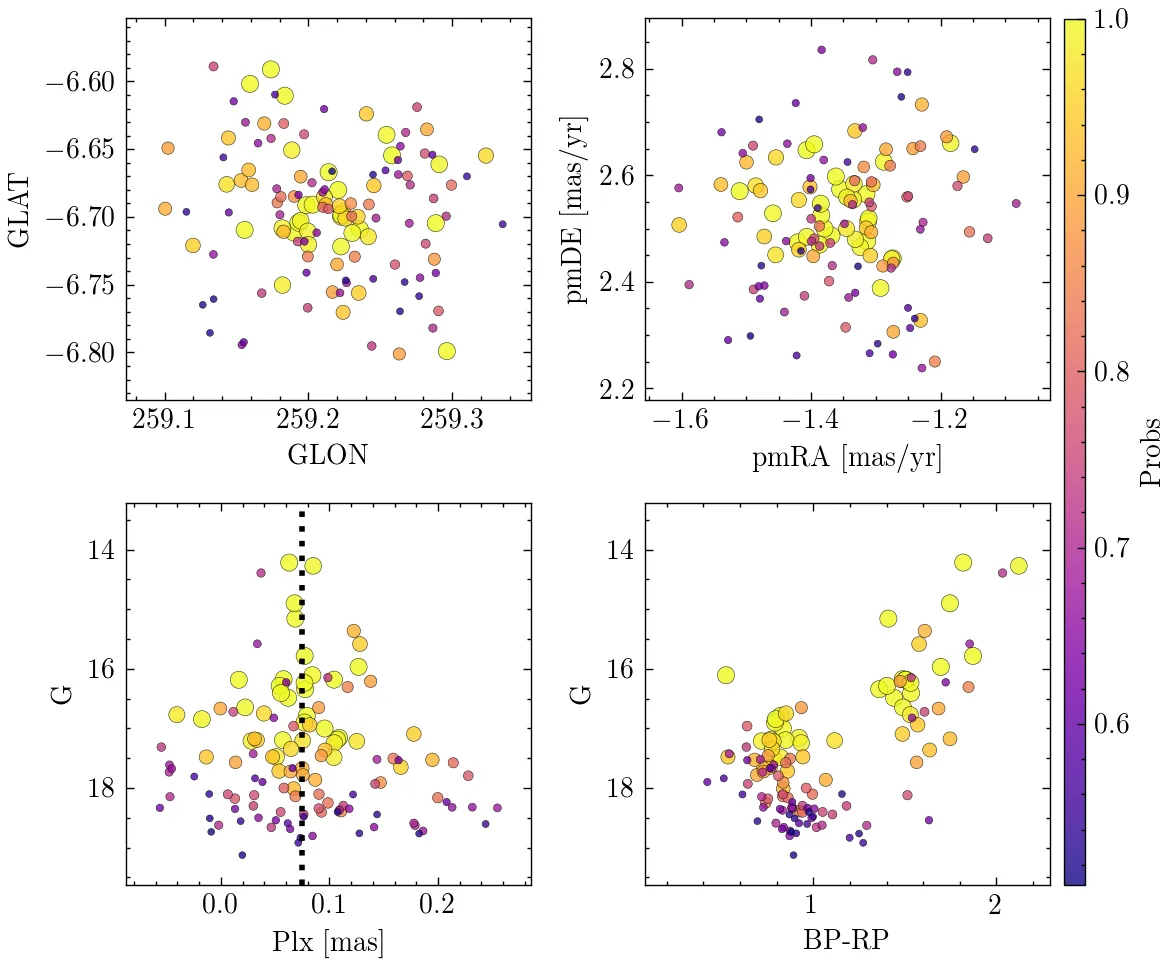 −6.60
−6.65
−6.70
−6.75
−6.80
GLAT
259.1 259.2 259.3
GLON
2.8
2.6
2.4
2.2
pmDE [mas/yr]
−1.6 −1.4 −1.2
pmRA [mas/yr]
14
16
18
G
0.0 0.1 0.2
Plx [mas]
14
16
18
G
1 2
BP-RP
1.0
0.9
0.8
0.7
0.6
Probs